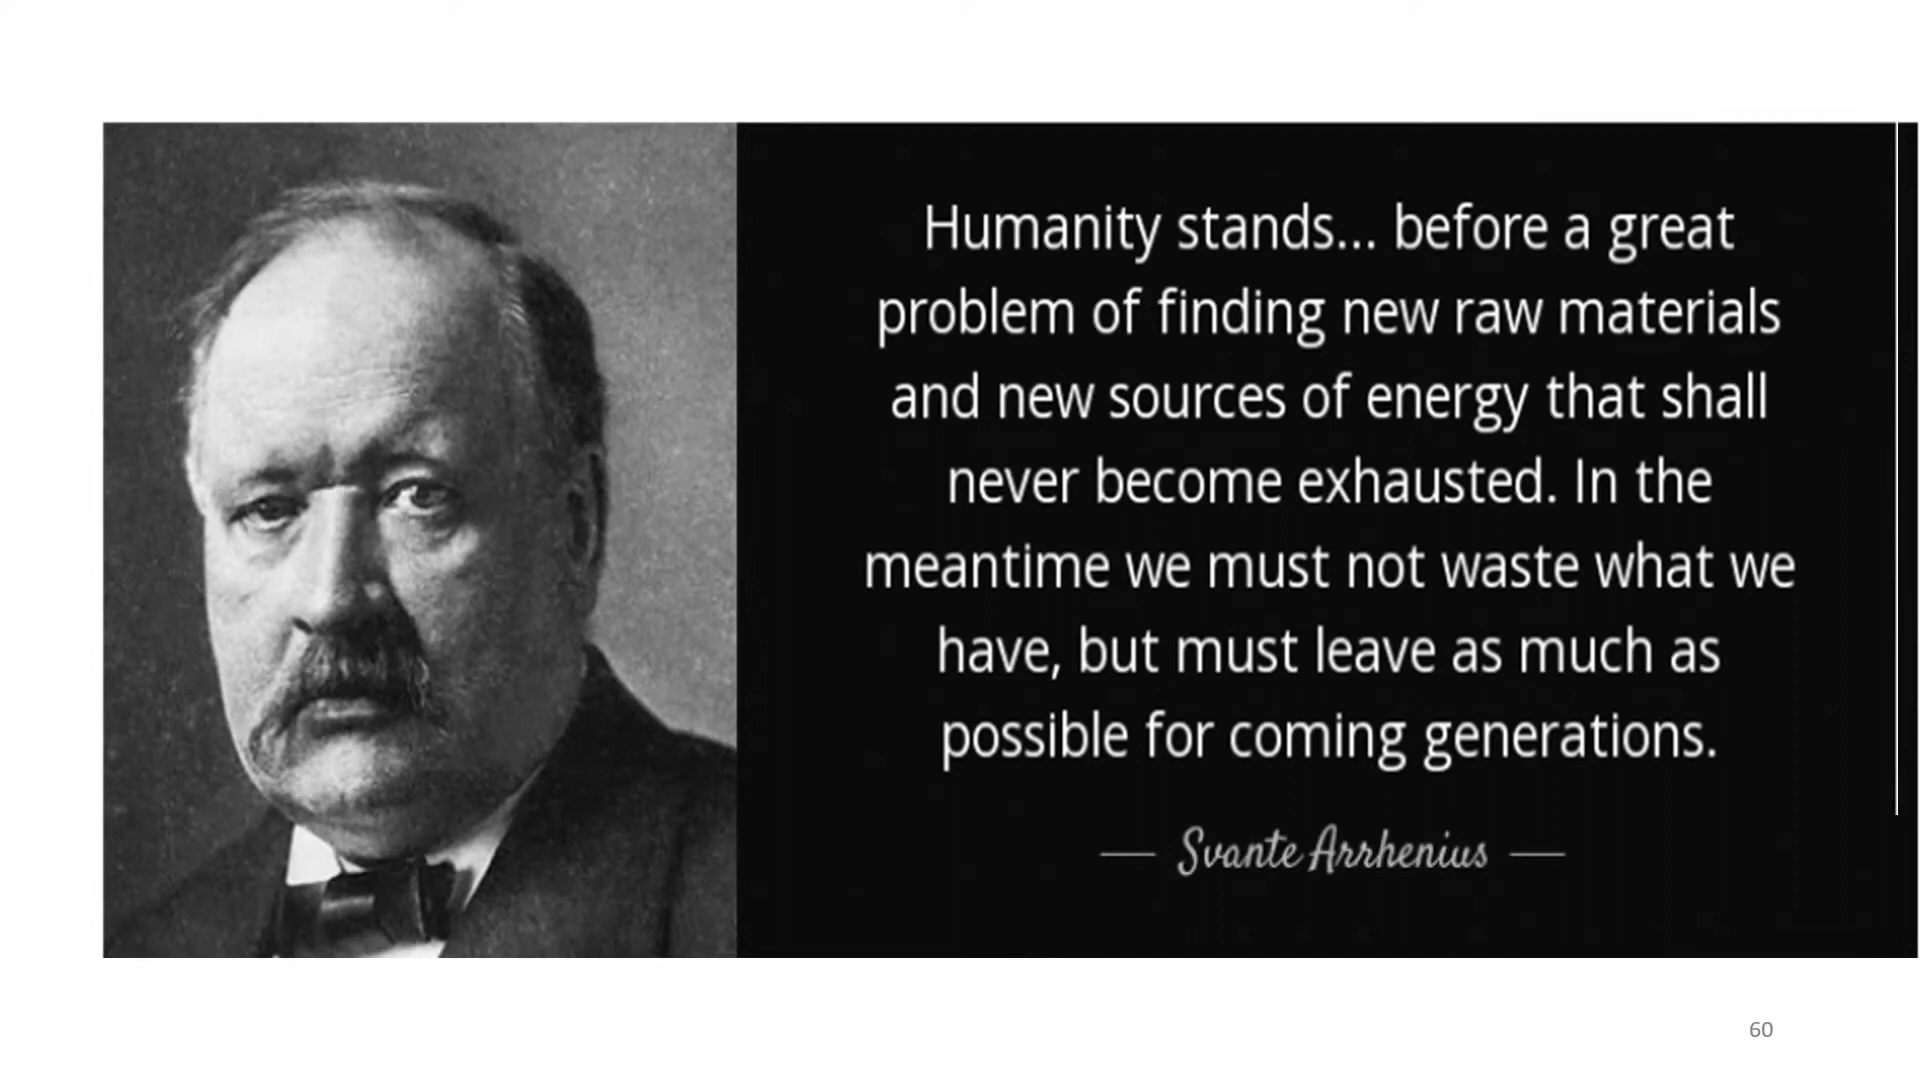 Humanity stands... before a great
problem of finding new raw materials
and new sources of energy that shall
never become exhausted. In the
meantime we must not waste what we
have, but must leave as much as
possible for coming generations.
— Svante Arrhenius —
60